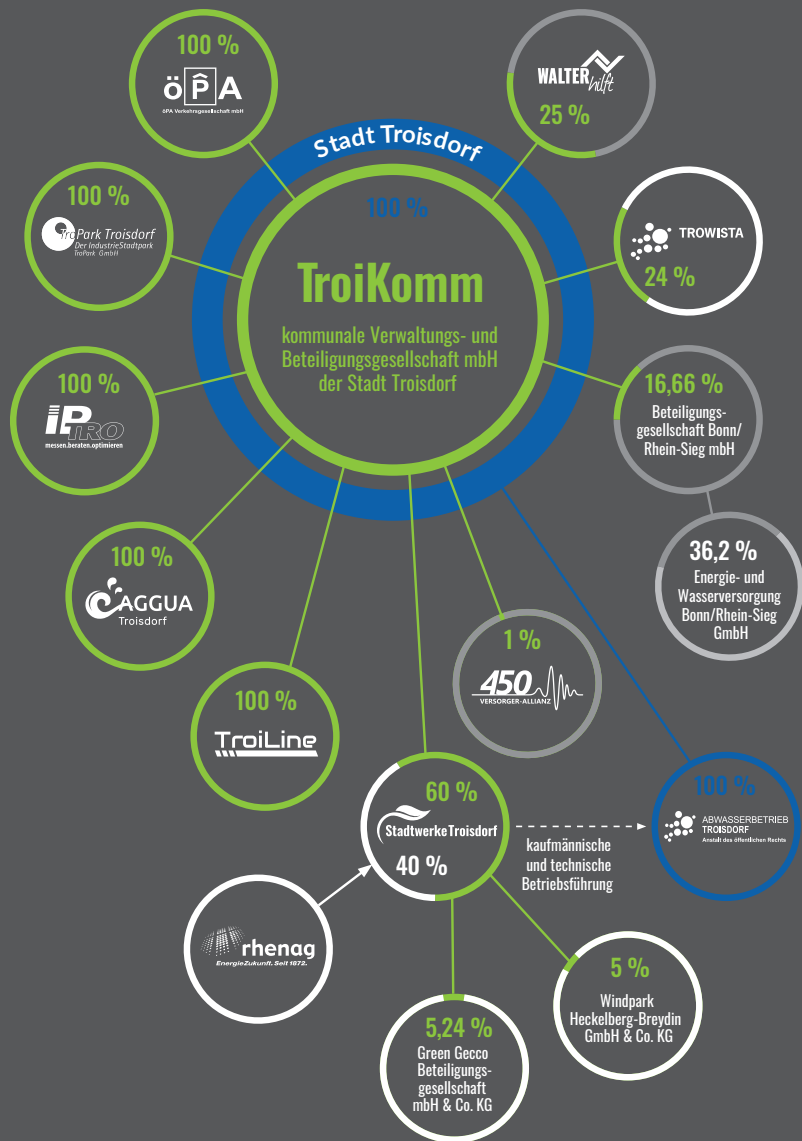 100 %
öPA
öPA Verkehrsgesellschaft mbH
WALTER
hilft
25 %
Stadt Troisdorf
100 %
100 %
TroPark Troisdorf
Der IndustrieStadtpark
TroPark GmbH
TROWISTA
24 %
TroiKomm
kommunale Verwaltungs- und
Beteiligungsgesellschaft mbH
der Stadt Troisdorf
100 %
iPTRO
messen.beraten.optimieren
16,66 %
Beteiligungs-
gesellschaft Bonn/
Rhein-Sieg mbH
36,2 %
Energie- und
Wasserversorgung
Bonn/Rhein-Sieg
GmbH
100 %
AGGUA
Troisdorf
1 %
450
VERSORGER-ALLIANZ
100 %
TroiLine
60 %
Stadtwerke Troisdorf
40 %
kaufmännische
und technische
Betriebsführung
100 %
ABWASSERBETRIEB
TROISDORF
Anstalt des öffentlichen Rechts
rhenag
EnergieZukunft. Seit 1872.
5 %
Windpark
Heckelberg-Breydin
GmbH & Co. KG
5,24 %
Green Gecco
Beteiligungs-
gesellschaft
mbH & Co. KG